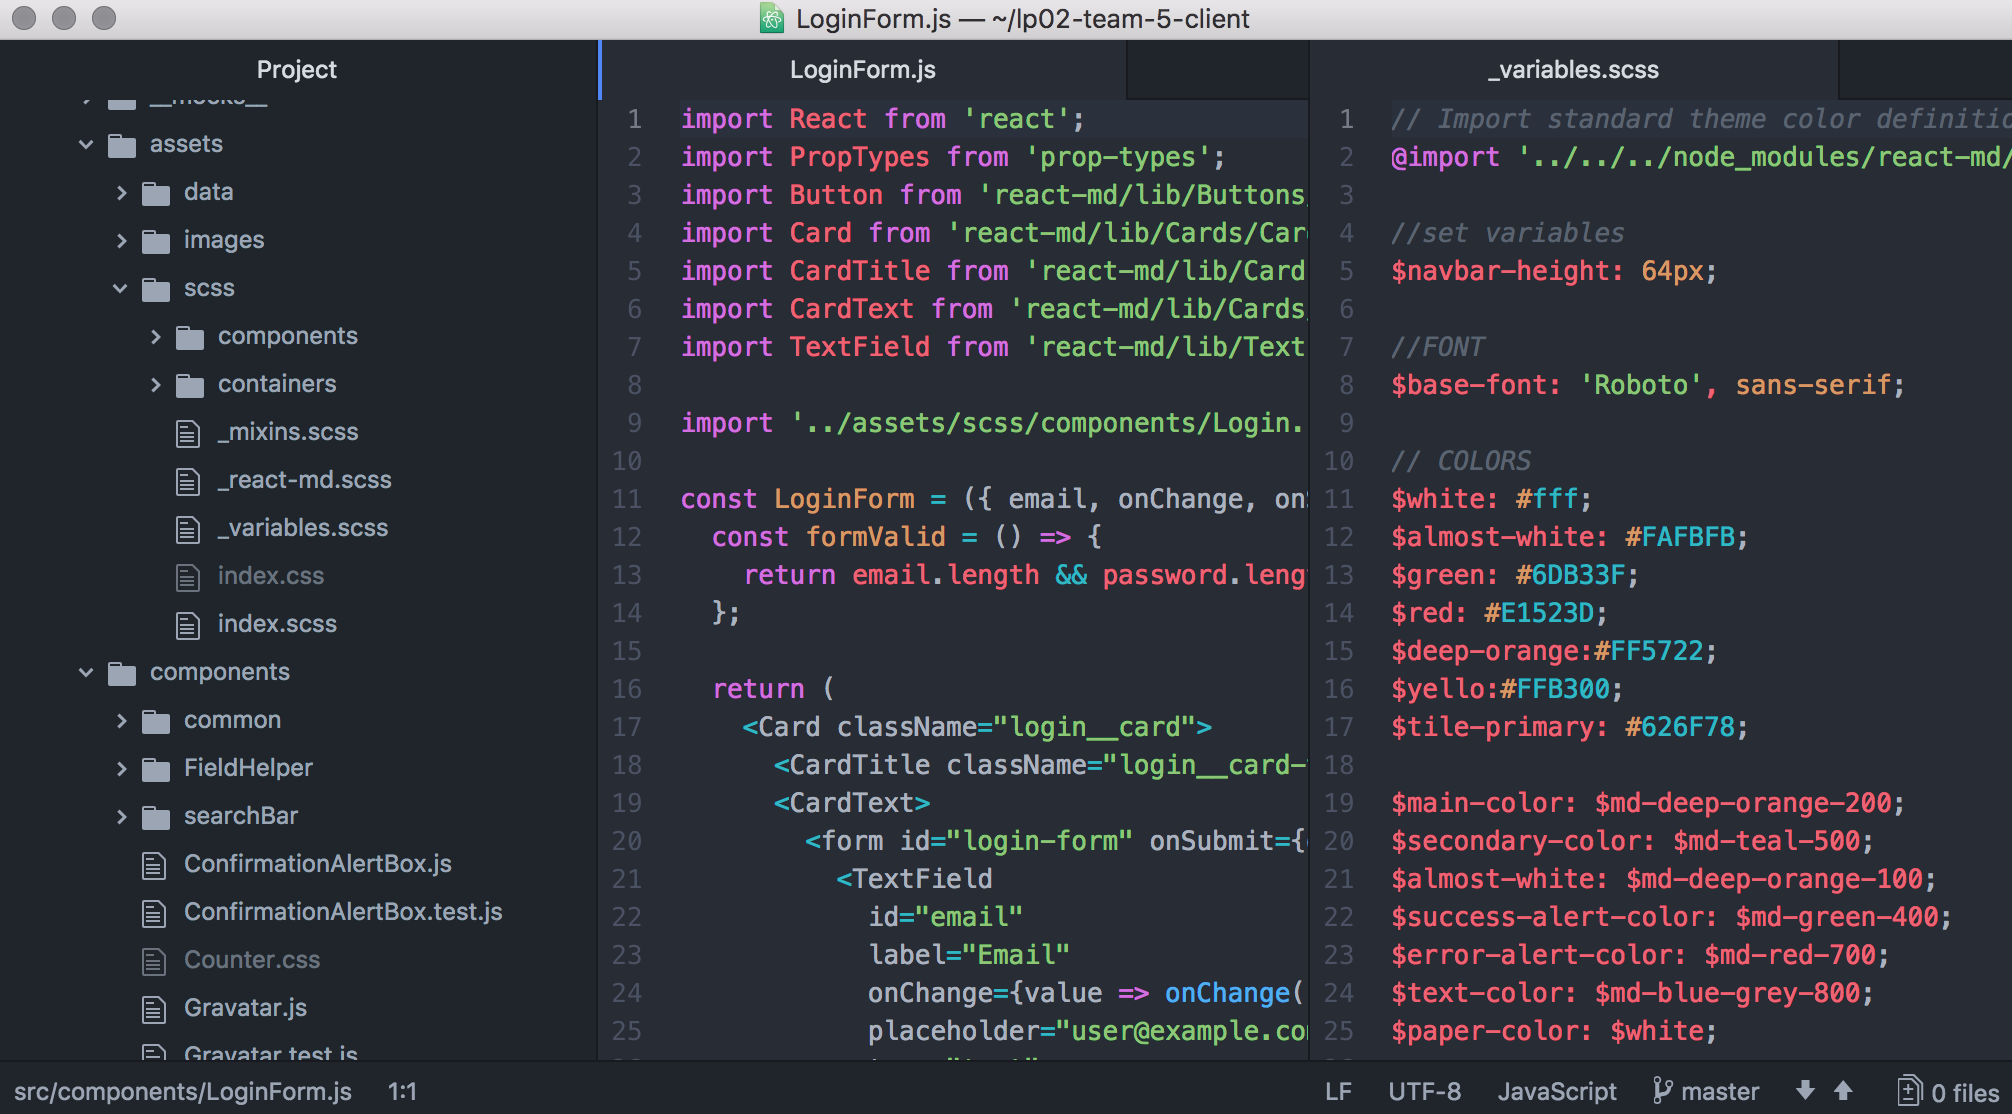 LoginForm.js — ~/lp02-team-5-client
Project
__mocks__
assets
data
images
scss
components
containers
_mixins.scss
_react-md.scss
_variables.scss
index.css
index.scss
components
common
FieldHelper
searchBar
ConfirmationAlertBox.js
ConfirmationAlertBox.test.js
Counter.css
Gravatar.js
Gravatar.test.js
LoginForm.js
1 import React from 'react';
2 import PropTypes from 'prop-types';
3 import Button from 'react-md/lib/Buttons/
4 import Card from 'react-md/lib/Cards/Car
5 import CardTitle from 'react-md/lib/Card
6 import CardText from 'react-md/lib/Cards/
7 import TextField from 'react-md/lib/Text
8
9 import '../assets/scss/components/Login.
10
11 const LoginForm = ({ email, onChange, on
12 const formValid = () => {
13 return email.length && password.leng
14 };
15
16 return (
17 <Card className="login__card">
18 <CardTitle className="login__card-
19 <CardText>
20 <form id="login-form" onSubmit={
21 <TextField
22 id="email"
23 label="Email"
24 onChange={value => onChange(
25 placeholder="user@example.co
_variables.scss
1 // Import standard theme color definitio
2 @import '../../../node_modules/react-md/
3
4 //set variables
5 $navbar-height: 64px;
6
7 //FONT
8 $base-font: 'Roboto', sans-serif;
9
10 // COLORS
11 $white: #fff;
12 $almost-white: #FAFBFB;
13 $green: #6DB33F;
14 $red: #E1523D;
15 $deep-orange:#FF5722;
16 $yello:#FFB300;
17 $tile-primary: #626F78;
18
19 $main-color: $md-deep-orange-200;
20 $secondary-color: $md-teal-500;
21 $almost-white: $md-deep-orange-100;
22 $success-alert-color: $md-green-400;
23 $error-alert-color: $md-red-700;
24 $text-color: $md-blue-grey-800;
25 $paper-color: $white;
src/components/LoginForm.js 1:1 LF UTF-8 JavaScript master 0 files